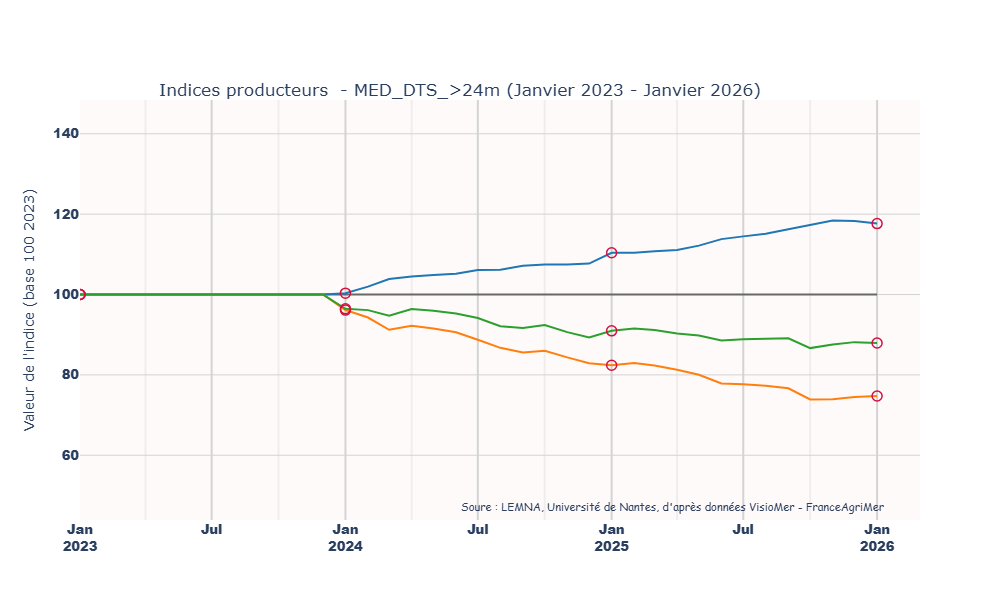 Indices producteurs  - MED_DTS_>24m (Janvier 2023 - Janvier 2026)
Valeur de l'indice (base 100 2023)
140
120
100
80
60
Soure : LEMNA, Université de Nantes, d'après données VisioMer - FranceAgriMer
Jan Jul Jan Jul Jan Jul Jan
2023 2024 2025 2026